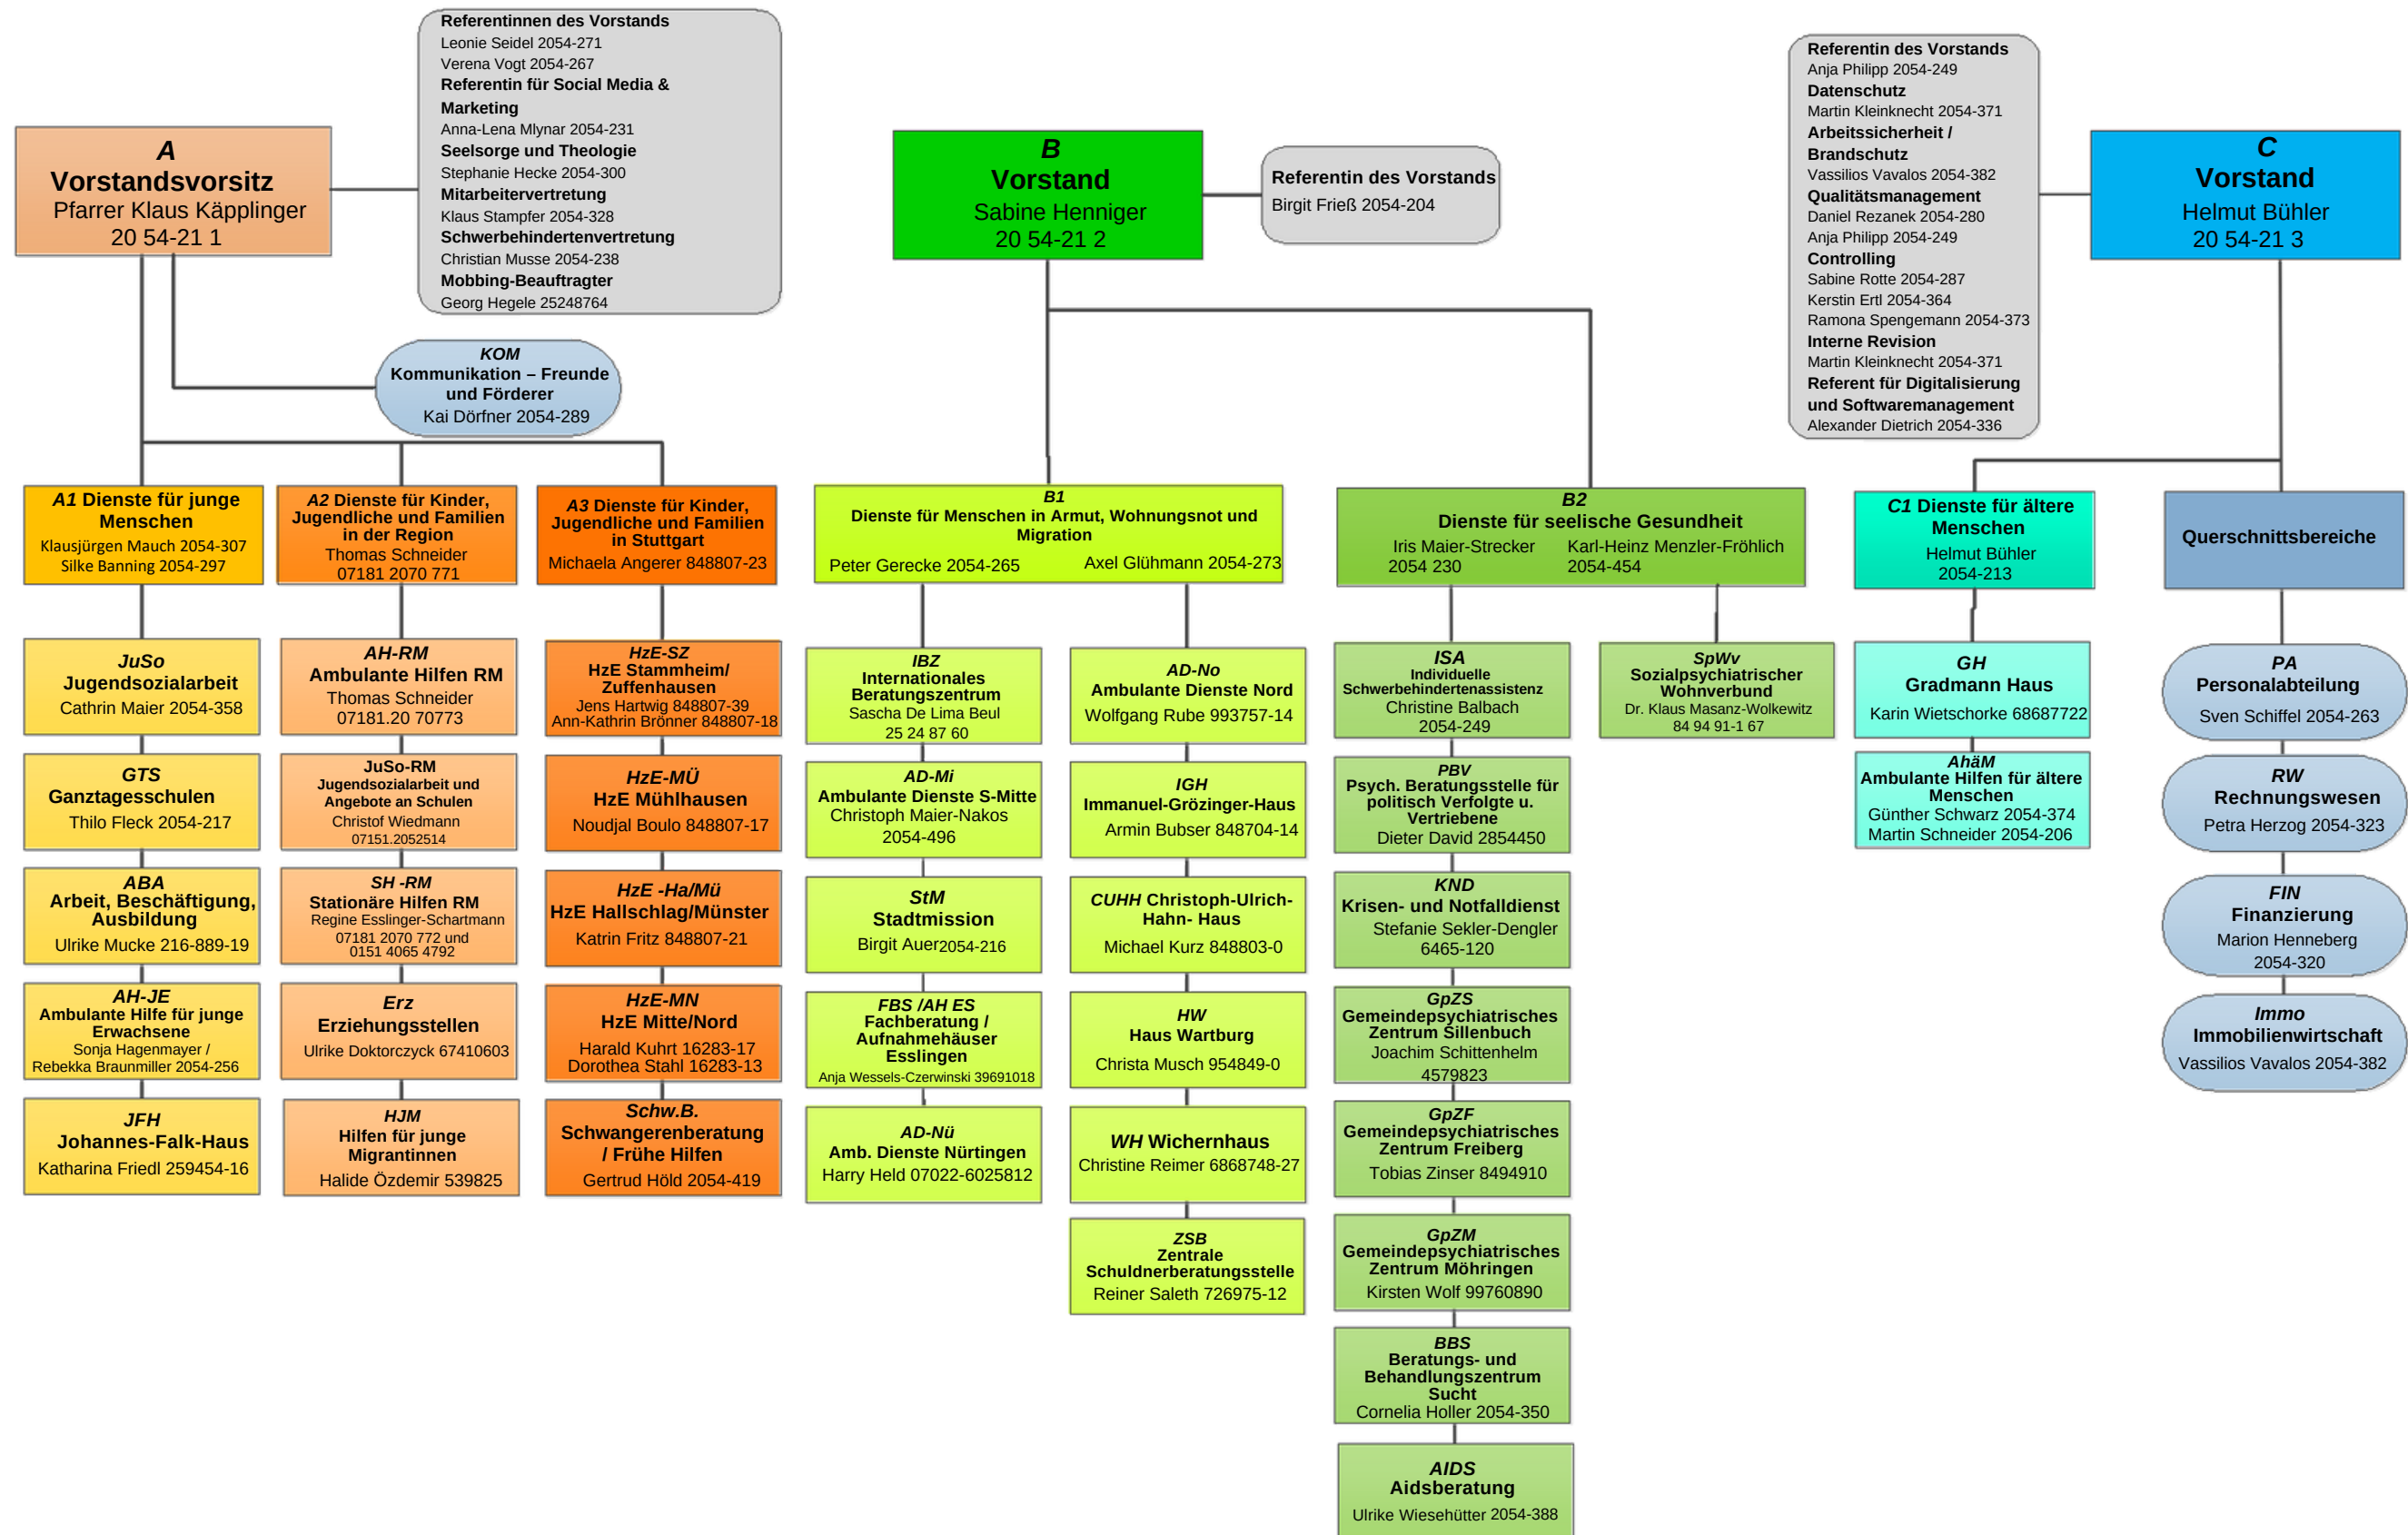 Referentinnen des Vorstands
Leonie Seidel 2054-271
Verena Vogt 2054-267
Referentin für Social Media &
Marketing
Anna-Lena Mlynar 2054-231
Seelsorge und Theologie
Stephanie Hecke 2054-300
Mitarbeitervertretung
Klaus Stampfer 2054-328
Schwerbehindertenvertretung
Christian Musse 2054-238
Mobbing-Beauftragter
Georg Hegele 25248764
Referentin des Vorstands
Anja Philipp 2054-249
Datenschutz
Martin Kleinknecht 2054-371
Arbeitssicherheit /
Brandschutz
Vassilios Vavalos 2054-382
Qualitätsmanagement
Daniel Rezanek 2054-280
Anja Philipp 2054-249
Controlling
Sabine Rotte 2054-287
Kerstin Ertl 2054-364
Ramona Spengemann 2054-373
Interne Revision
Martin Kleinknecht 2054-371
Referent für Digitalisierung
und Softwaremanagement
Alexander Dietrich 2054-336
A
Vorstandsvorsitz
Pfarrer Klaus Käpplinger
20 54-21 1
B
Vorstand
Sabine Henniger
20 54-21 2
Referentin des Vorstands
Birgit Frieß 2054-204
C
Vorstand
Helmut Bühler
20 54-21 3
KOM
Kommunikation – Freunde
und Förderer
Kai Dörfner 2054-289
A1 Dienste für junge
Menschen
Klausjürgen Mauch 2054-307
Silke Banning 2054-297
A2 Dienste für Kinder,
Jugendliche und Familien
in der Region
Thomas Schneider
07181 2070 771
A3 Dienste für Kinder,
Jugendliche und Familien
in Stuttgart
Michaela Angerer 848807-23
B1
Dienste für Menschen in Armut, Wohnungsnot und
Migration
Peter Gerecke 2054-265 Axel Glühmann 2054-273
B2
Dienste für seelische Gesundheit
Iris Maier-Strecker Karl-Heinz Menzler-Fröhlich
2054 230 2054-454
C1 Dienste für ältere
Menschen
Helmut Bühler
2054-213
Querschnittsbereiche
JuSo
Jugendsozialarbeit
Cathrin Maier 2054-358
GTS
Ganztagesschulen
Thilo Fleck 2054-217
ABA
Arbeit, Beschäftigung,
Ausbildung
Ulrike Mucke 216-889-19
AH-JE
Ambulante Hilfe für junge
Erwachsene
Sonja Hagenmayer /
Rebekka Braunmiller 2054-256
JFH
Johannes-Falk-Haus
Katharina Friedl 259454-16
AH-RM
Ambulante Hilfen RM
Thomas Schneider
07181.20 70773
JuSo-RM
Jugendsozialarbeit und
Angebote an Schulen
Christof Wiedmann
07151.2052514
SH -RM
Stationäre Hilfen RM
Regine Esslinger-Schartmann
07181 2070 772 und
0151 4065 4792
Erz
Erziehungsstellen
Ulrike Doktorczyck 67410603
HJM
Hilfen für junge
Migrantinnen
Halide Özdemir 539825
HzE-SZ
HzE Stammheim/
Zuffenhausen
Jens Hartwig 848807-39
Ann-Kathrin Brönner 848807-18
HzE-MÜ
HzE Mühlhausen
Noudjal Boulo 848807-17
HzE -Ha/Mü
HzE Hallschlag/Münster
Katrin Fritz 848807-21
HzE-MN
HzE Mitte/Nord
Harald Kuhrt 16283-17
Dorothea Stahl 16283-13
Schw.B.
Schwangerenberatung
/ Frühe Hilfen
Gertrud Höld 2054-419
IBZ
Internationales
Beratungszentrum
Sascha De Lima Beul
25 24 87 60
AD-Mi
Ambulante Dienste S-Mitte
Christoph Maier-Nakos
2054-496
StM
Stadtmission
Birgit Auer2054-216
FBS /AH ES
Fachberatung /
Aufnahmehäuser
Esslingen
Anja Wessels-Czerwinski 39691018
AD-Nü
Amb. Dienste Nürtingen
Harry Held 07022-6025812
AD-No
Ambulante Dienste Nord
Wolfgang Rube 993757-14
IGH
Immanuel-Grözinger-Haus
Armin Bubser 848704-14
CUHH Christoph-Ulrich-
Hahn- Haus
Michael Kurz 848803-0
HW
Haus Wartburg
Christa Musch 954849-0
WH Wichernhaus
Christine Reimer 6868748-27
ZSB
Zentrale
Schuldnerberatungsstelle
Reiner Saleth 726975-12
ISA
Individuelle
Schwerbehindertenassistenz
Christine Balbach
2054-249
PBV
Psych. Beratungsstelle für
politisch Verfolgte u.
Vertriebene
Dieter David 2854450
KND
Krisen- und Notfalldienst
Stefanie Sekler-Dengler
6465-120
GpZS
Gemeindepsychiatrisches
Zentrum Sillenbuch
Joachim Schittenhelm
4579823
GpZF
Gemeindepsychiatrisches
Zentrum Freiberg
Tobias Zinser 8494910
GpZM
Gemeindepsychiatrisches
Zentrum Möhringen
Kirsten Wolf 99760890
BBS
Beratungs- und
Behandlungszentrum
Sucht
Cornelia Holler 2054-350
AIDS
Aidsberatung
Ulrike Wiesehütter 2054-388
SpWv
Sozialpsychiatrischer
Wohnverbund
Dr. Klaus Masanz-Wolkewitz
84 94 91-1 67
GH
Gradmann Haus
Karin Wietschorke 68687722
AhäM
Ambulante Hilfen für ältere
Menschen
Günther Schwarz 2054-374
Martin Schneider 2054-206
PA
Personalabteilung
Sven Schiffel 2054-263
RW
Rechnungswesen
Petra Herzog 2054-323
FIN
Finanzierung
Marion Henneberg
2054-320
Immo
Immobilienwirtschaft
Vassilios Vavalos 2054-382